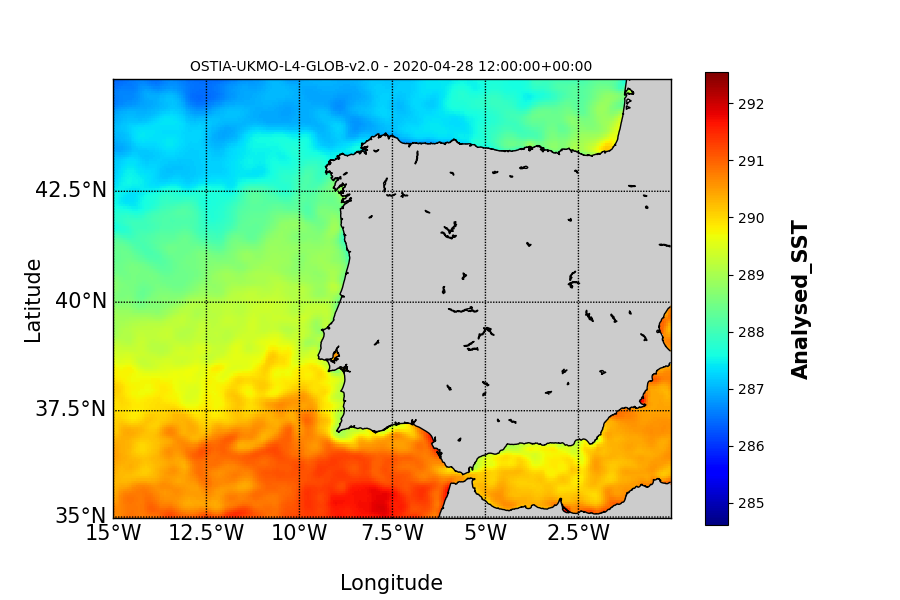 OSTIA-UKMO-L4-GLOB-v2.0 - 2020-04-28 12:00:00+00:00
292
291
290
289
288
287
286
285
Analysed_SST
42.5°N
40°N
37.5°N
35°N
Latitude
15°W 12.5°W 10°W 7.5°W 5°W 2.5°W
Longitude